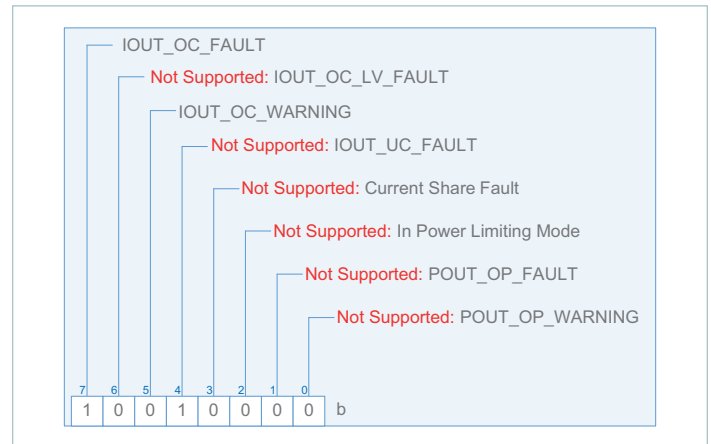 IOUT_OC_FAULT
Not Supported: IOUT_OC_LV_FAULT
IOUT_OC_WARNING
Not Supported: IOUT_UC_FAULT
Not Supported: Current Share Fault
Not Supported: In Power Limiting Mode
Not Supported: POUT_OP_FAULT
Not Supported: POUT_OP_WARNING
7 6 5 4 3 2 1 0
1 0 0 1 0 0 0 0 b